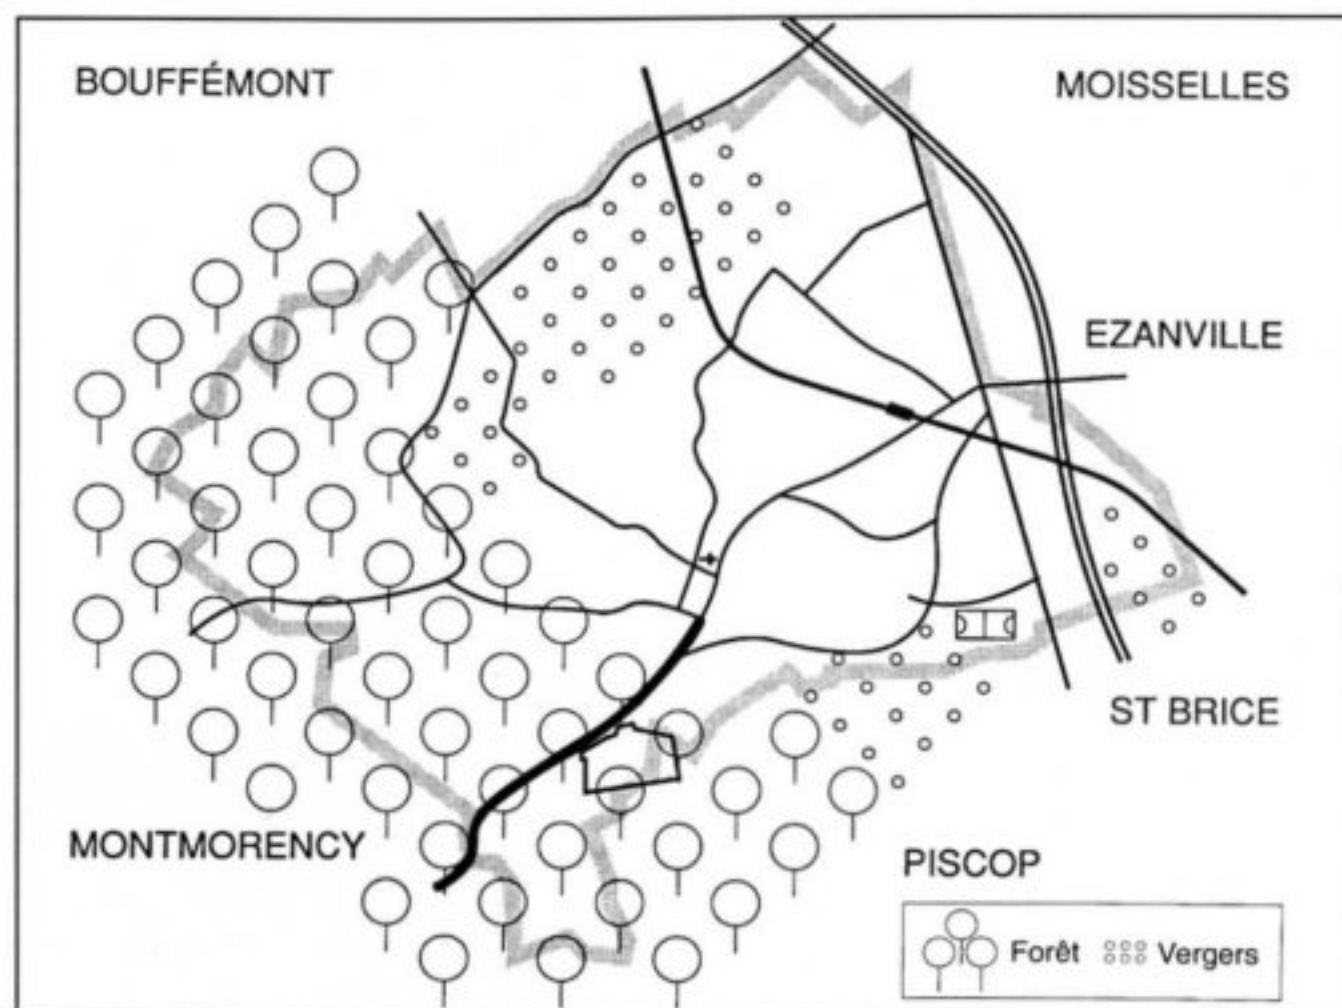 BOUFFÉMONT
MOISSELLES
EZANVILLE
ST BRICE
MONTMORENCY
PISCOP
Forêt
Vergers